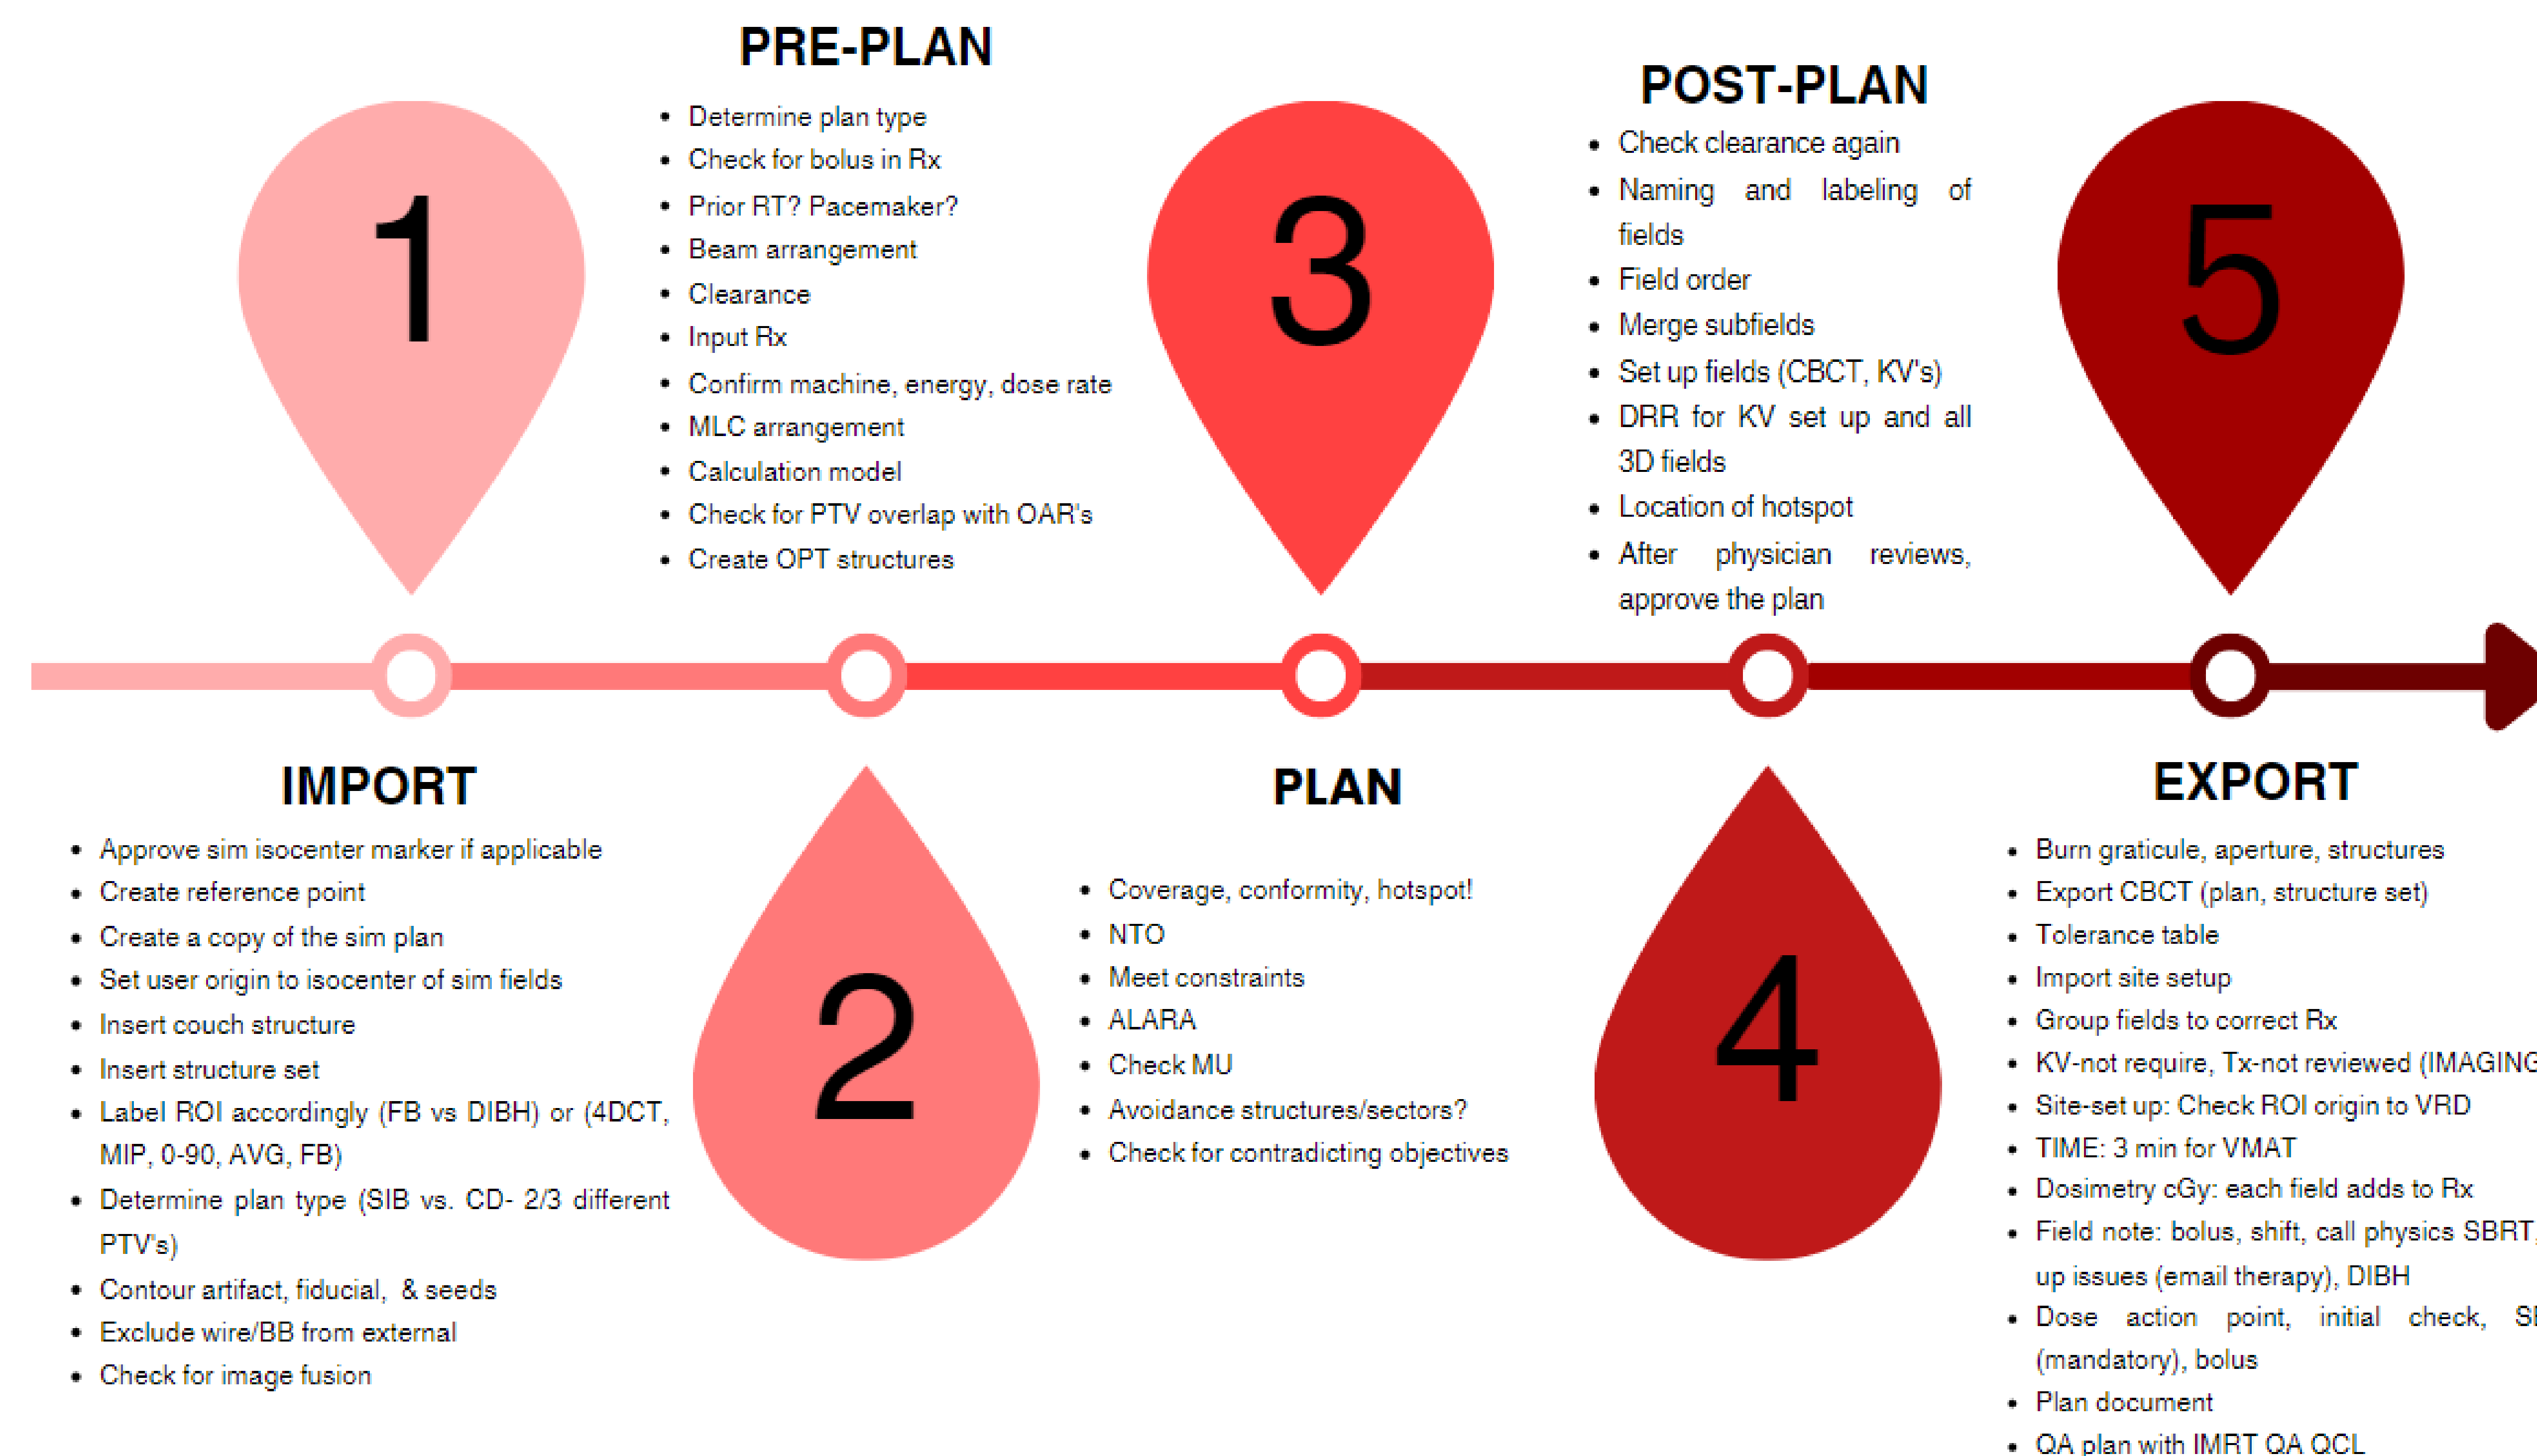 1
IMPORT
Approve sim isocenter marker if applicable
Create reference point
Create a copy of the sim plan
Set user origin to isocenter of sim fields
Insert couch structure
Insert structure set
Label ROI accordingly (FB vs DIBH) or (4DCT,
MIP, 0-90, AVG, FB)
Determine plan type (SIB vs. CD- 2/3 different
PTV's)
Contour artifact, fiducial, & seeds
Exclude wire/BB from external
Check for image fusion
PRE-PLAN
Determine plan type
Check for bolus in Rx
Prior RT? Pacemaker?
Beam arrangement
Clearance
Input Rx
Confirm machine, energy, dose rate
MLC arrangement
Calculation model
Check for PTV overlap with OAR's
Create OPT structures
2
3
PLAN
Coverage, conformity, hotspot!
NTO
Meet constraints
ALARA
Check MU
Avoidance structures/sectors?
Check for contradicting objectives
POST-PLAN
Check clearance again
Naming and labeling of
fields
Field order
Merge subfields
Set up fields (CBCT, KV's)
DRR for KV set up and all
3D fields
Location of hotspot
After physician reviews,
approve the plan
4
5
EXPORT
Burn graticule, aperture, structures
Export CBCT (plan, structure set)
Tolerance table
Import site setup
Group fields to correct Rx
KV-not require, Tx-not reviewed (IMAGING
Site-set up: Check ROI origin to VRD
TIME: 3 min for VMAT
Dosimetry cGy: each field adds to Rx
Field note: bolus, shift, call physics SBRT,
up issues (email therapy), DIBH
Dose action point, initial check,
(mandatory), bolus
Plan document
QA plan with IMRT QA QCL